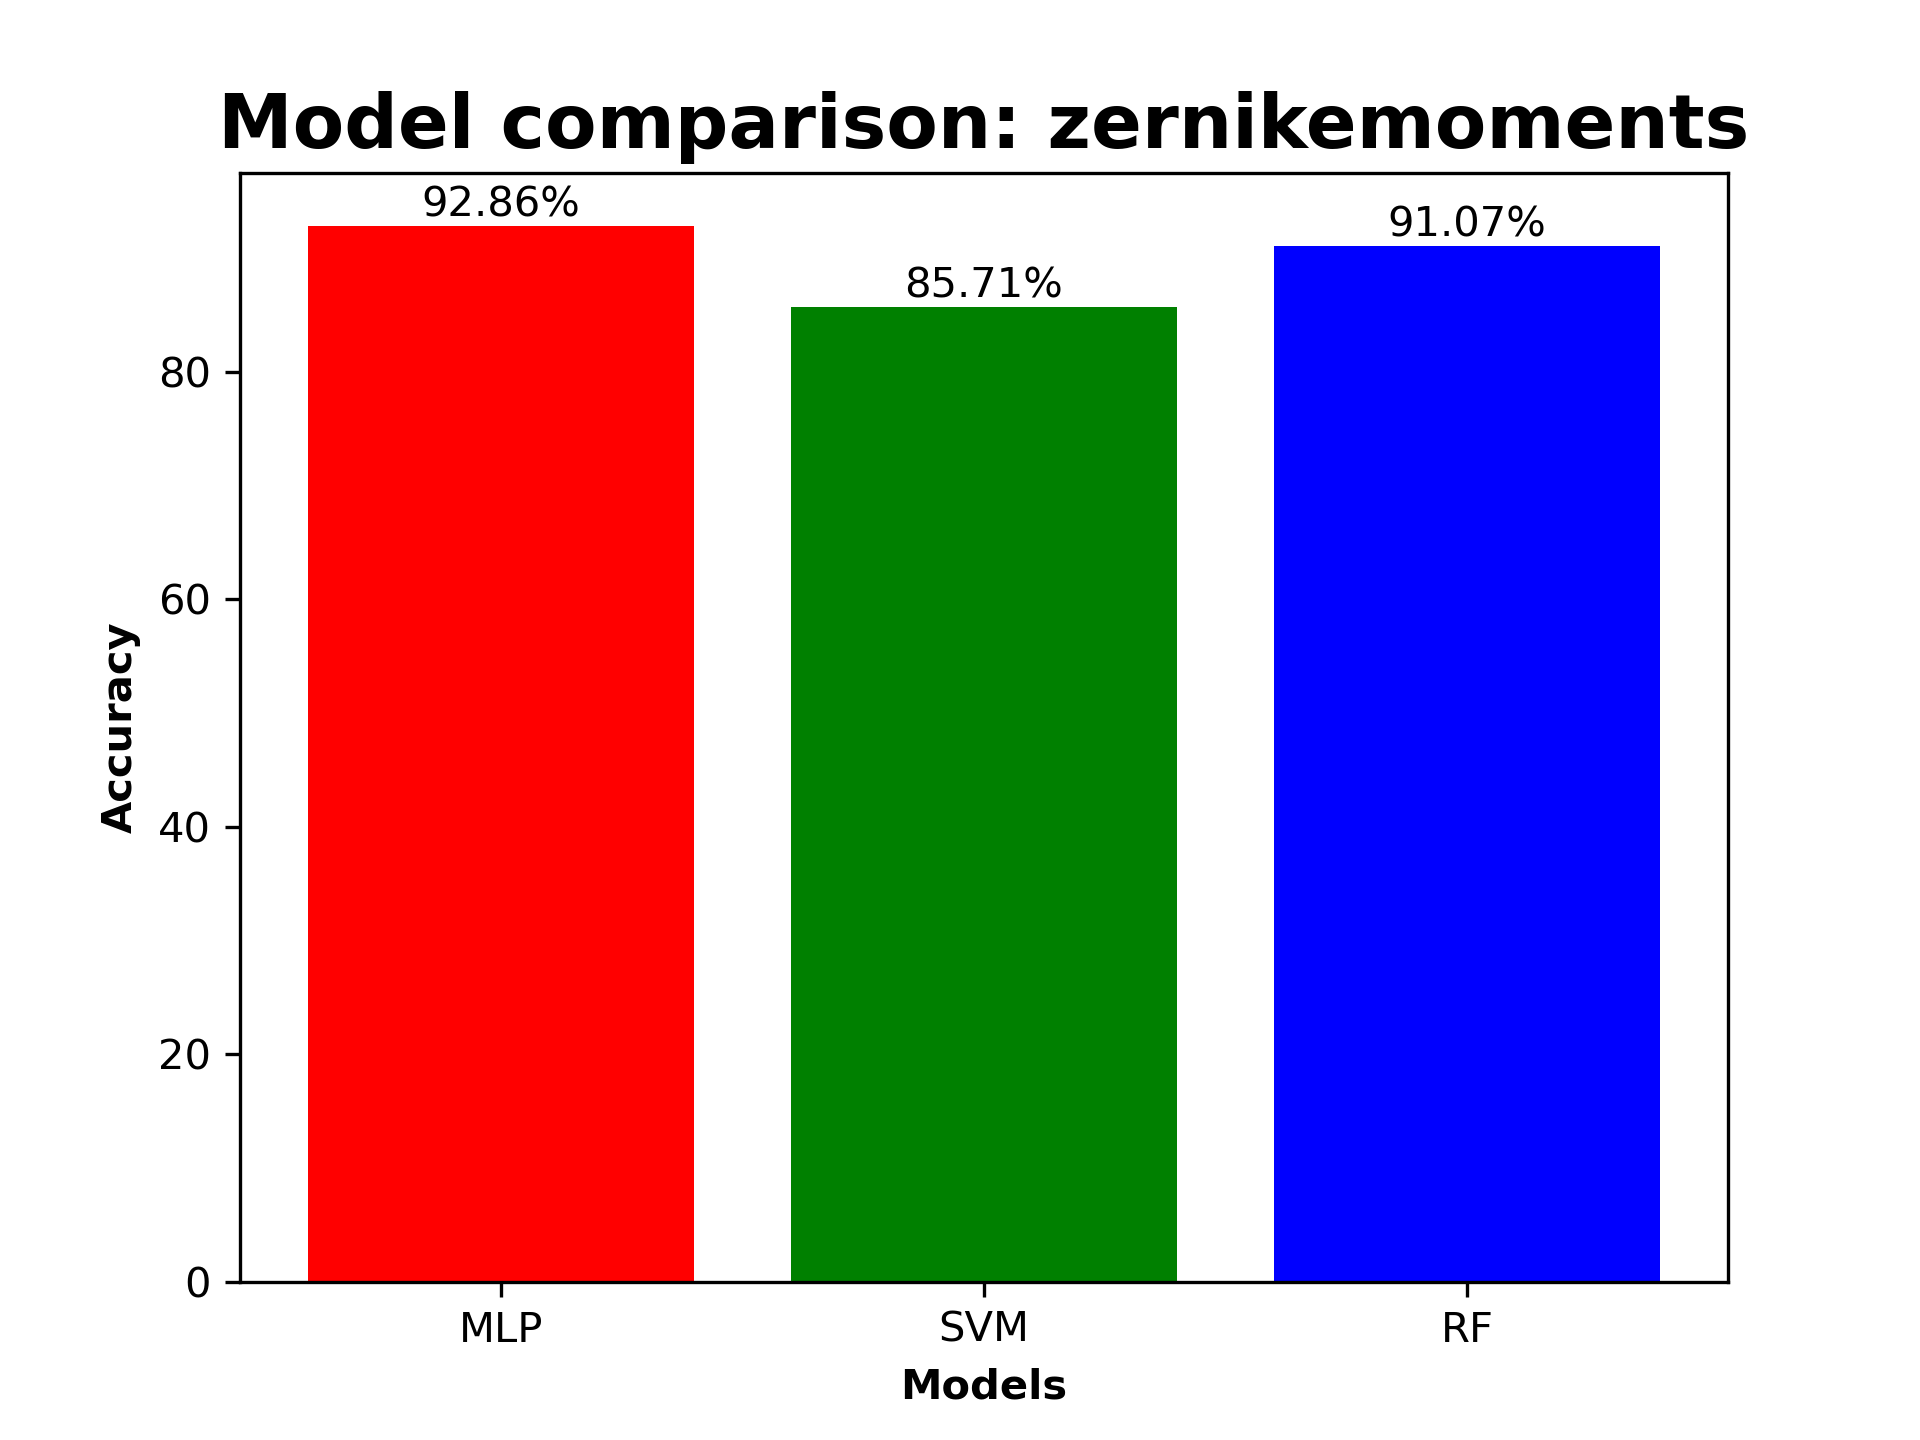 Model comparison: zernikemoments
92.86%
85.71%
91.07%
80
60
40
20
0
Accuracy
MLP
SVM
RF
Models